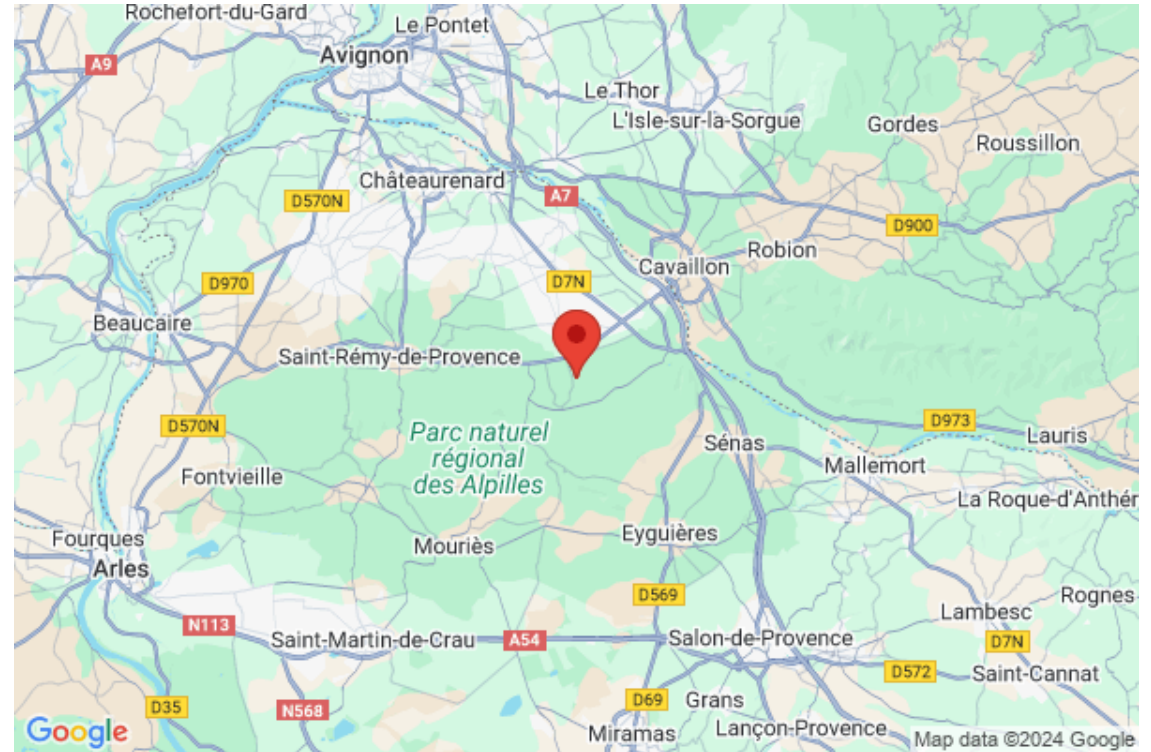 Rochefort-du-Gard
Le Pontet
Avignon
A9
Le Thor
L'Isle-sur-la-Sorgue
Gordes
Roussillon
Châteaurenard
A7
D570N
D900
Robion
Cavaillon
D7N
D970
Beaucaire
Saint-Rémy-de-Provence
D570N
Parc naturel
régional
des Alpilles
D973
Lauris
Sénas
Mallemort
Fontvieille
La Roque-d'Anthér
Eyguières
Fourques
Mouriès
Arles
D569
Rognes
Lambesc
N113
Saint-Martin-de-Crau
A54
Salon-de-Provence
D7N
D572
Saint-Cannat
D35
N568
D69
Grans
Lançon-Provence
Miramas
Google
Map data ©2024 Google